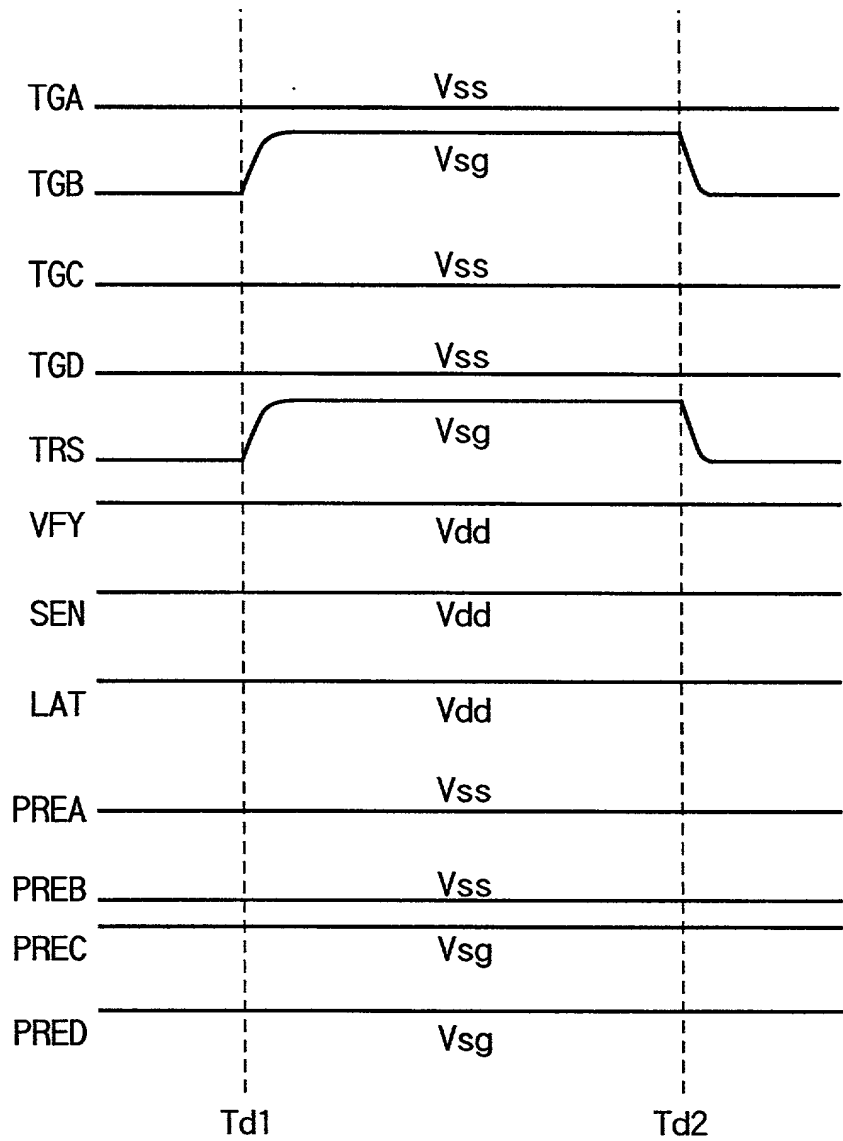 TGA Vss
TGB Vsg
TGC Vss
TGD Vss
TRS Vsg
VFY Vdd
SEN Vdd
LAT Vdd
PREA Vss
PREB Vss
PREC Vsg
PRED Vsg
Td1 Td2